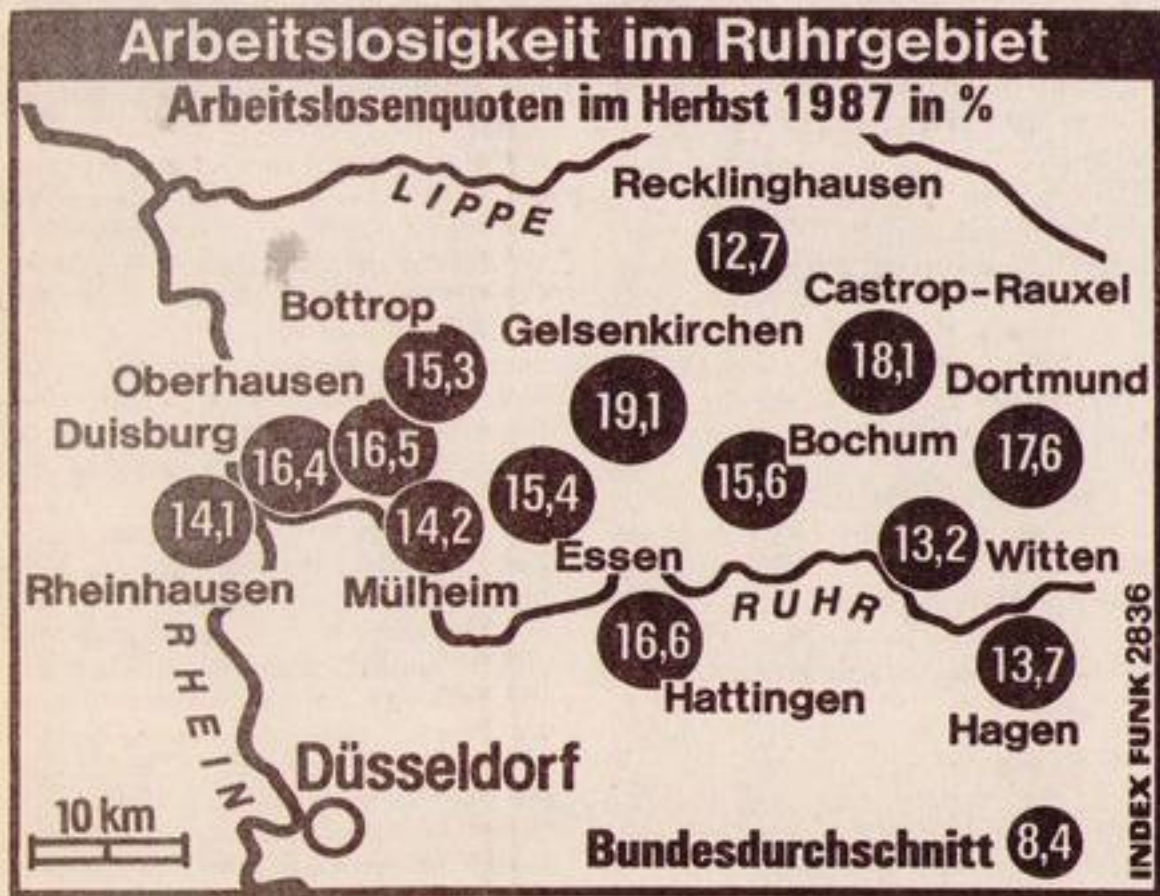 Arbeitslosigkeit im Ruhrgebiet
Arbeitslosenquoten im Herbst 1987 in %
LIPPE
Recklinghausen
12,7
Castrop-Rauxel
18,1
Bottrop
15,3
Gelsenkirchen
19,1
Oberhausen
16,5
Dortmund
17,6
Duisburg
16,4
Bochum
15,6
14,1
Rheinhausen
14,2
Mülheim
15,4
Essen
13,2 Witten
RUHR
16,6
Hattingen
13,7
Hagen
RHEIN
Düsseldorf
10 km
Bundesdurchschnitt 8,4
INDEX FUNK 2836